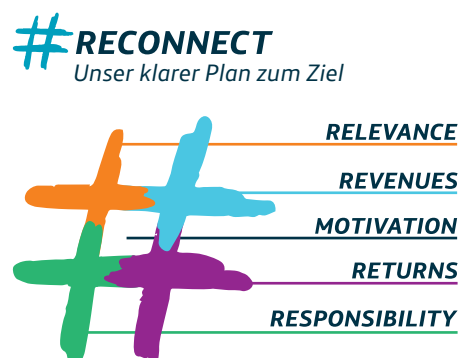 #RECONNECT
Unser klarer Plan zum Ziel
RELEVANCE
REVENUES
MOTIVATION
RETURNS
RESPONSIBILITY